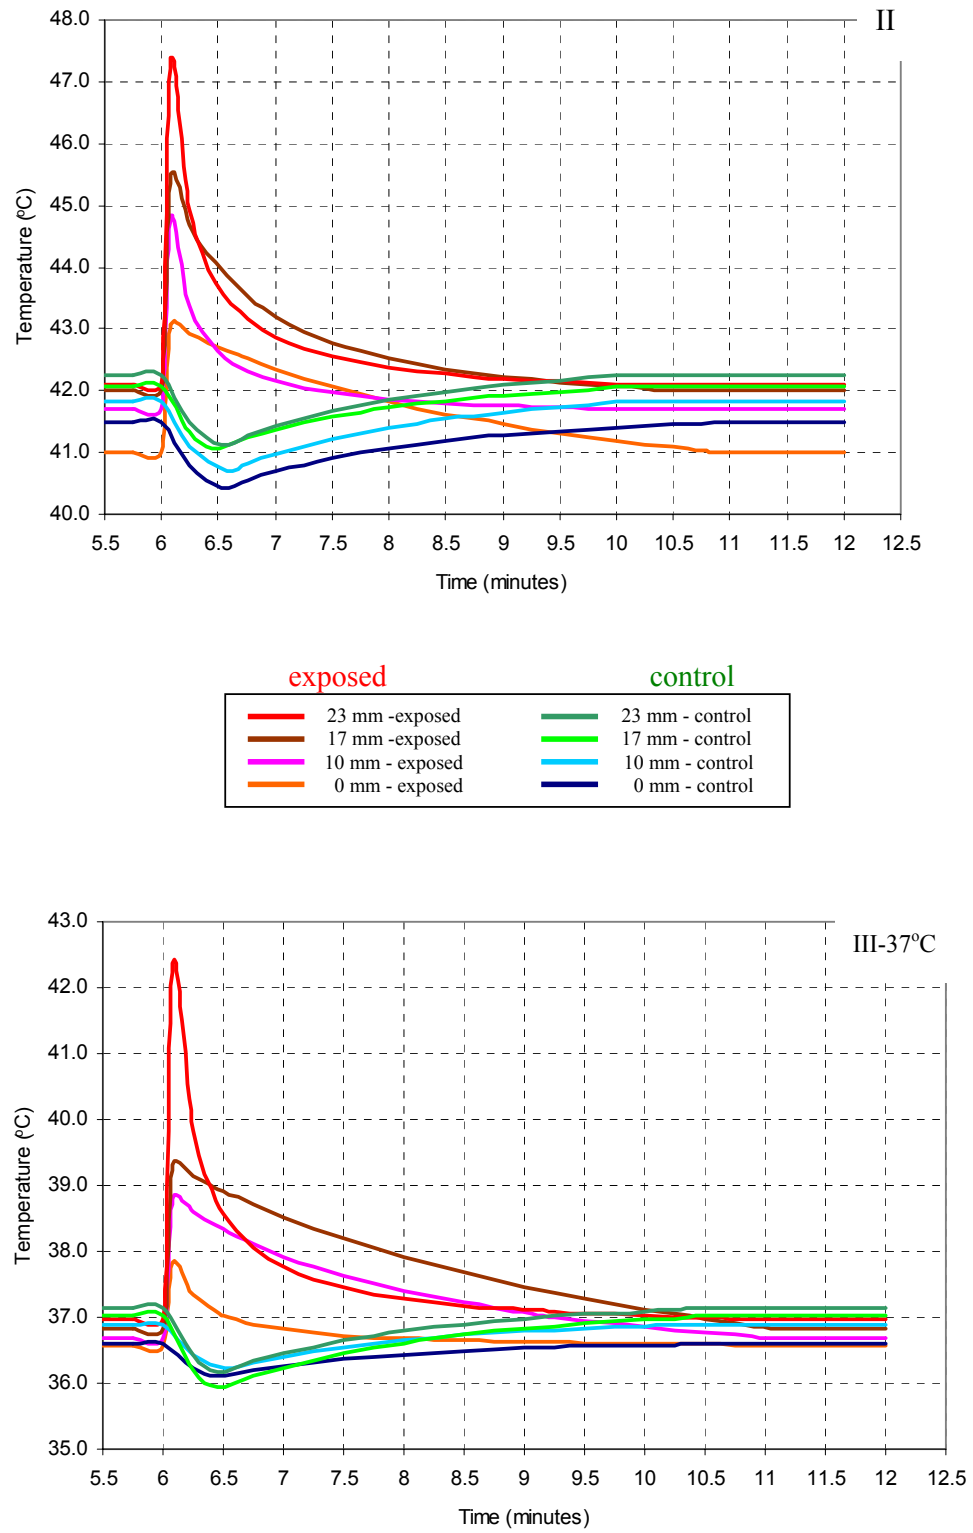 II
48.0
47.0
46.0
45.0
44.0
43.0
42.0
41.0
40.0
Temperature (ºC)
5.5 6 6.5 7 7.5 8 8.5 9 9.5 10 10.5 11 11.5 12 12.5
Time (minutes)
exposed control
23 mm -exposed 23 mm - control
17 mm -exposed 17 mm - control
10 mm - exposed 10 mm - control
0 mm - exposed 0 mm - control
III-37°C
43.0
42.0
41.0
40.0
39.0
38.0
37.0
36.0
35.0
Temperature (ºC)
5.5 6 6.5 7 7.5 8 8.5 9 9.5 10 10.5 11 11.5 12 12.5
Time (minutes)